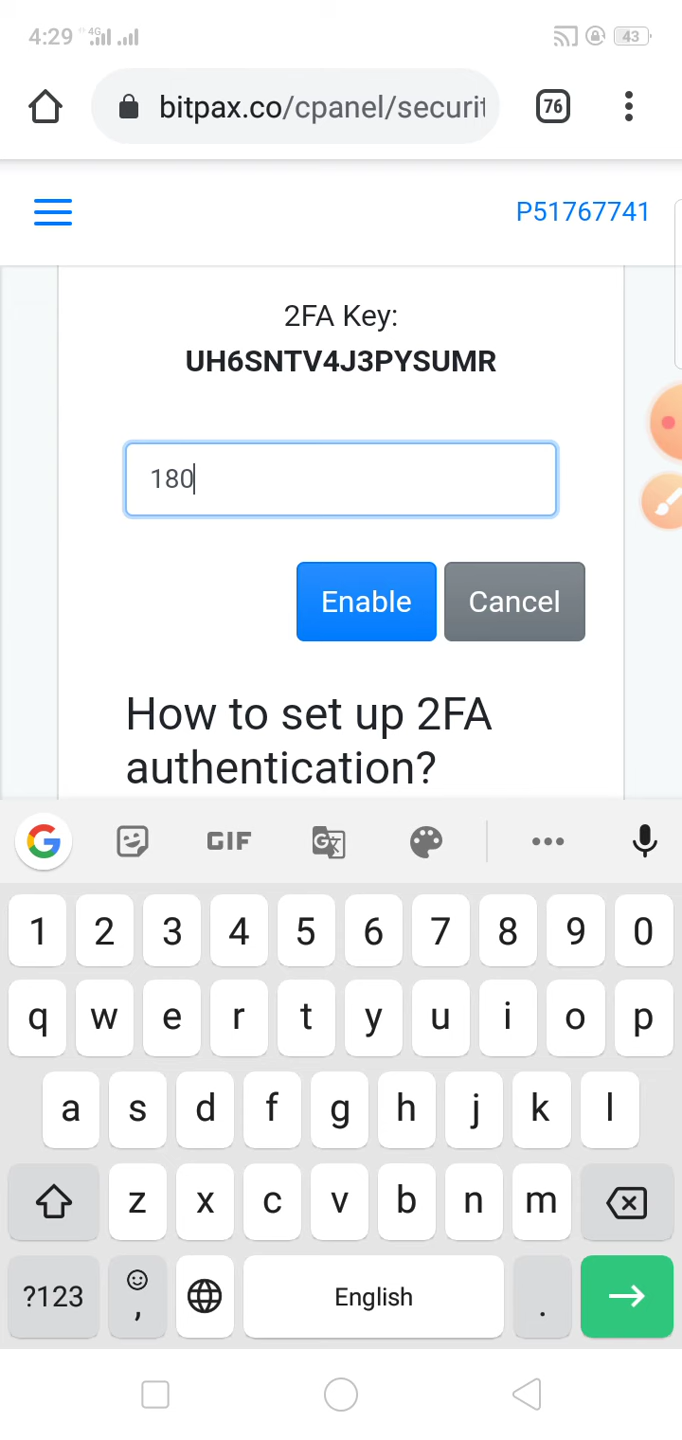 4:29 4G 43
bitpax.co/cpanel/securit 76
P51767741
2FA Key:
UH6SNTV4J3PYSUMR
180
Enable Cancel
How to set up 2FA
authentication?
G GIF G
1 2 3 4 5 6 7 8 9 0
q w e r t y u i o p
a s d f g h j k l
z x c v b n m
?123 , English .